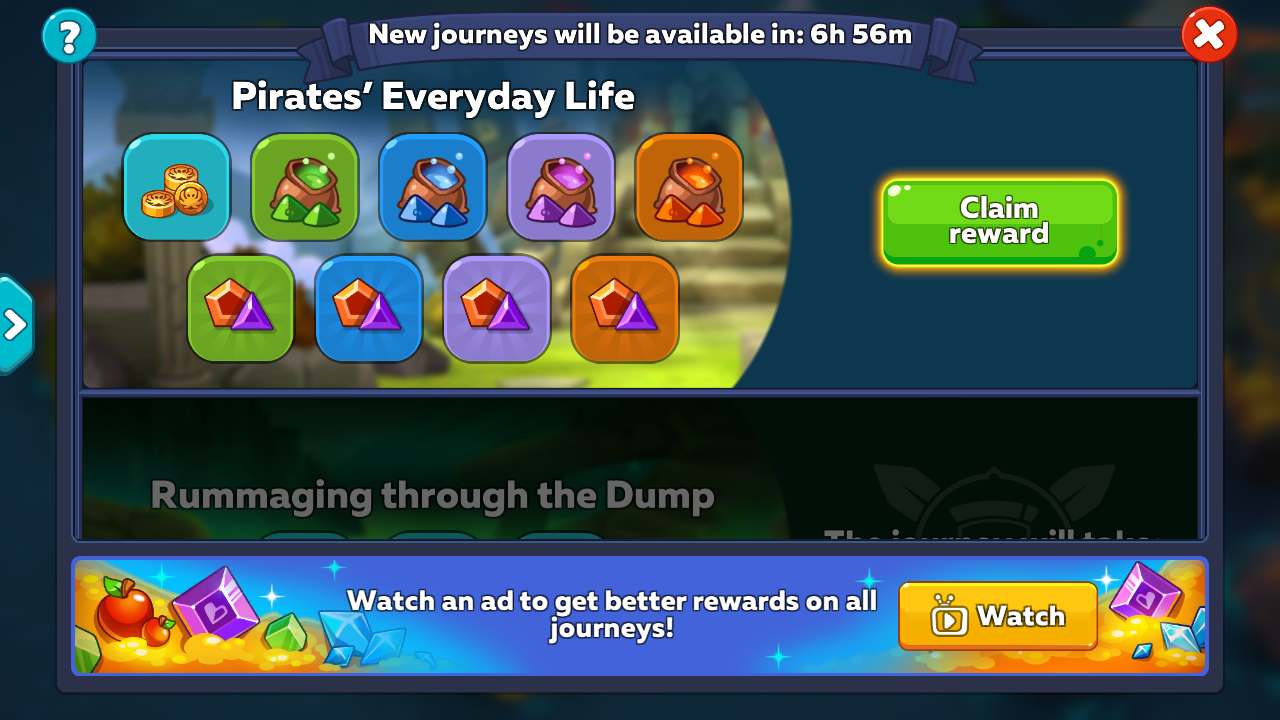 ?
New journeys will be available in: 6h 56m
Pirates’ Everyday Life
Claim
reward
Rummaging through the Dump
The journey will take:
Watch an ad to get better rewards on all
journeys!
Watch